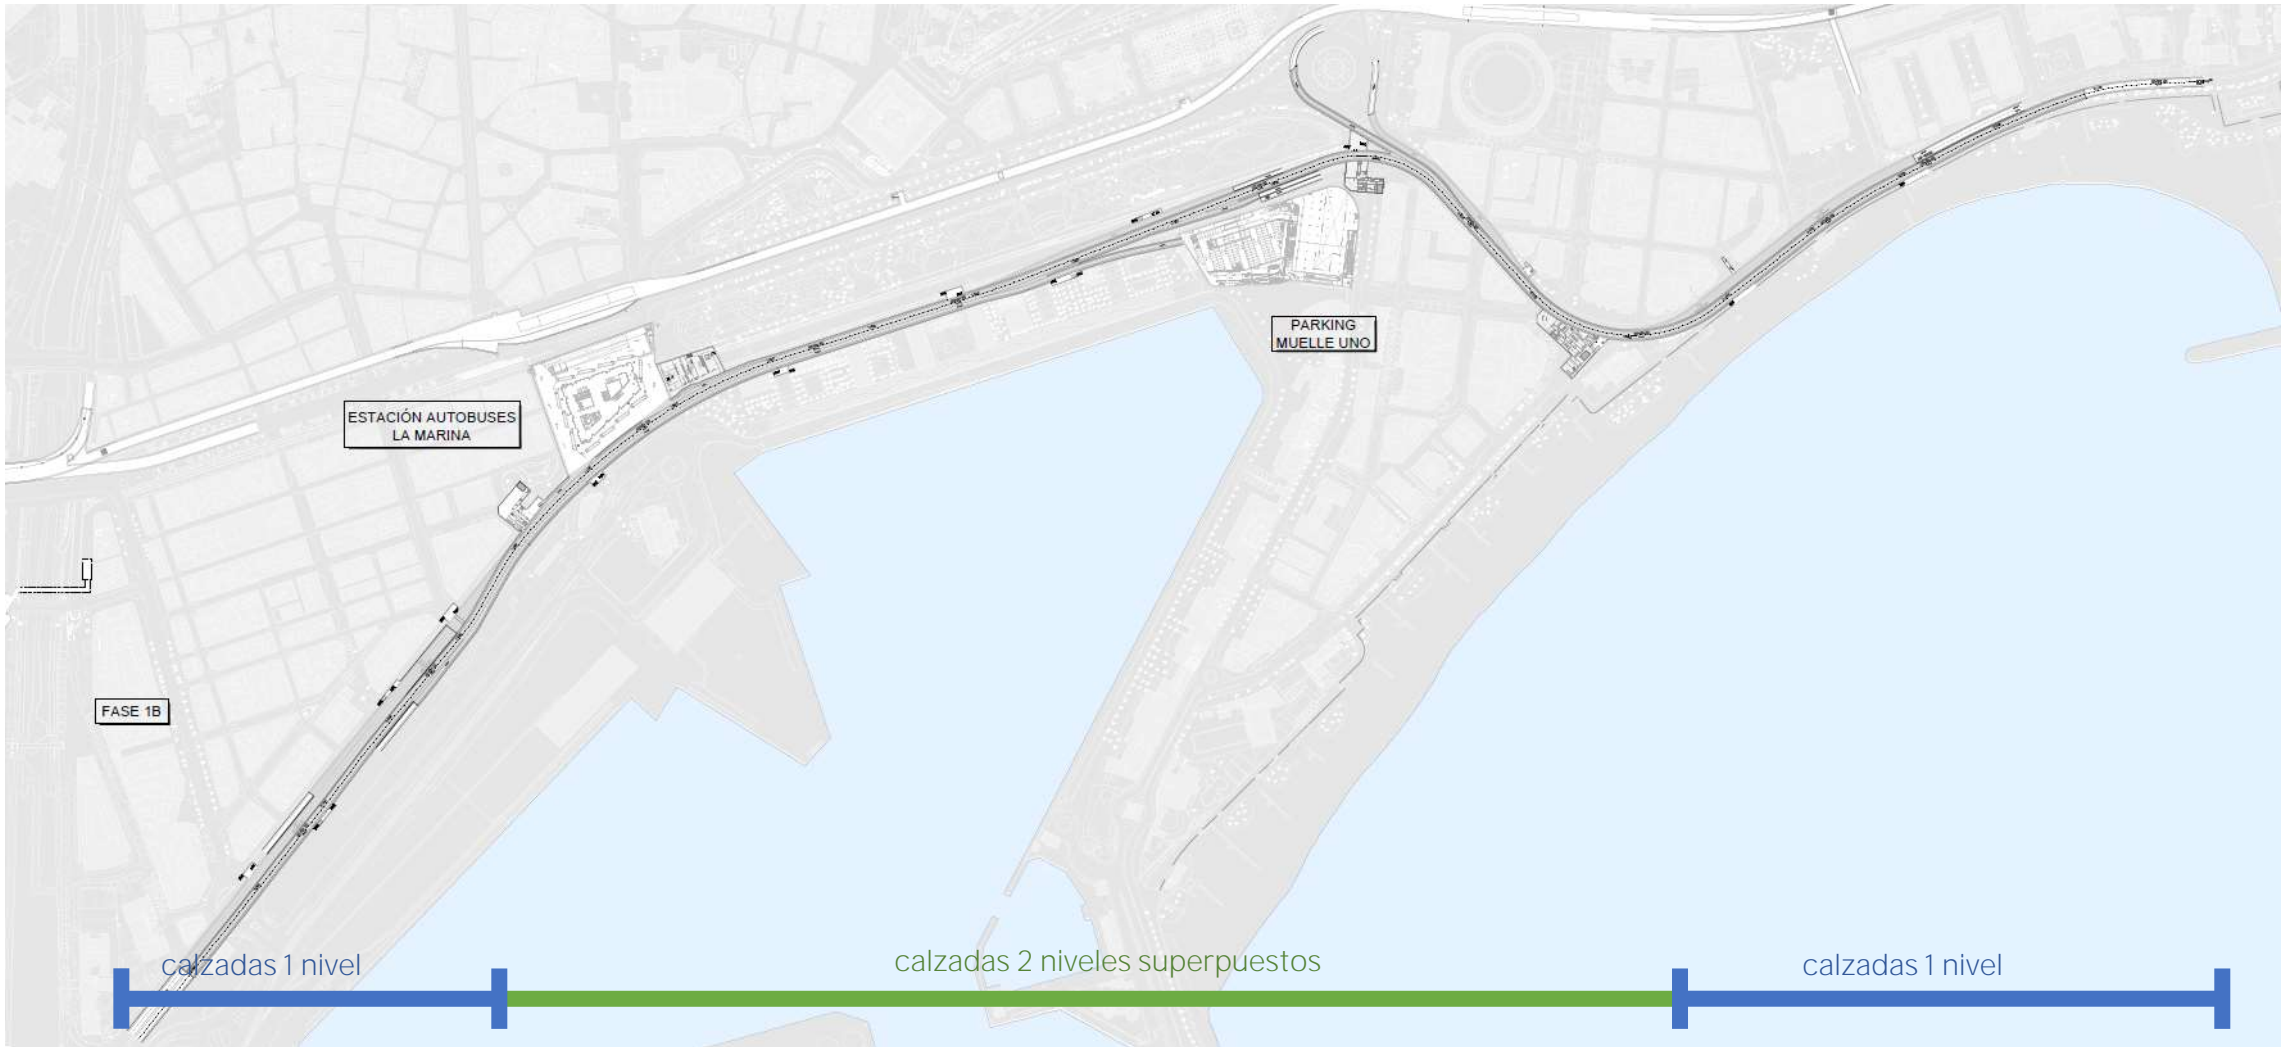 PARKING
MUELLE UNO
ESTACIÓN AUTOBUSES
LA MARINA
FASE 1B
calzadas 1 nivel
calzadas 2 niveles superpuestos
calzadas 1 nivel